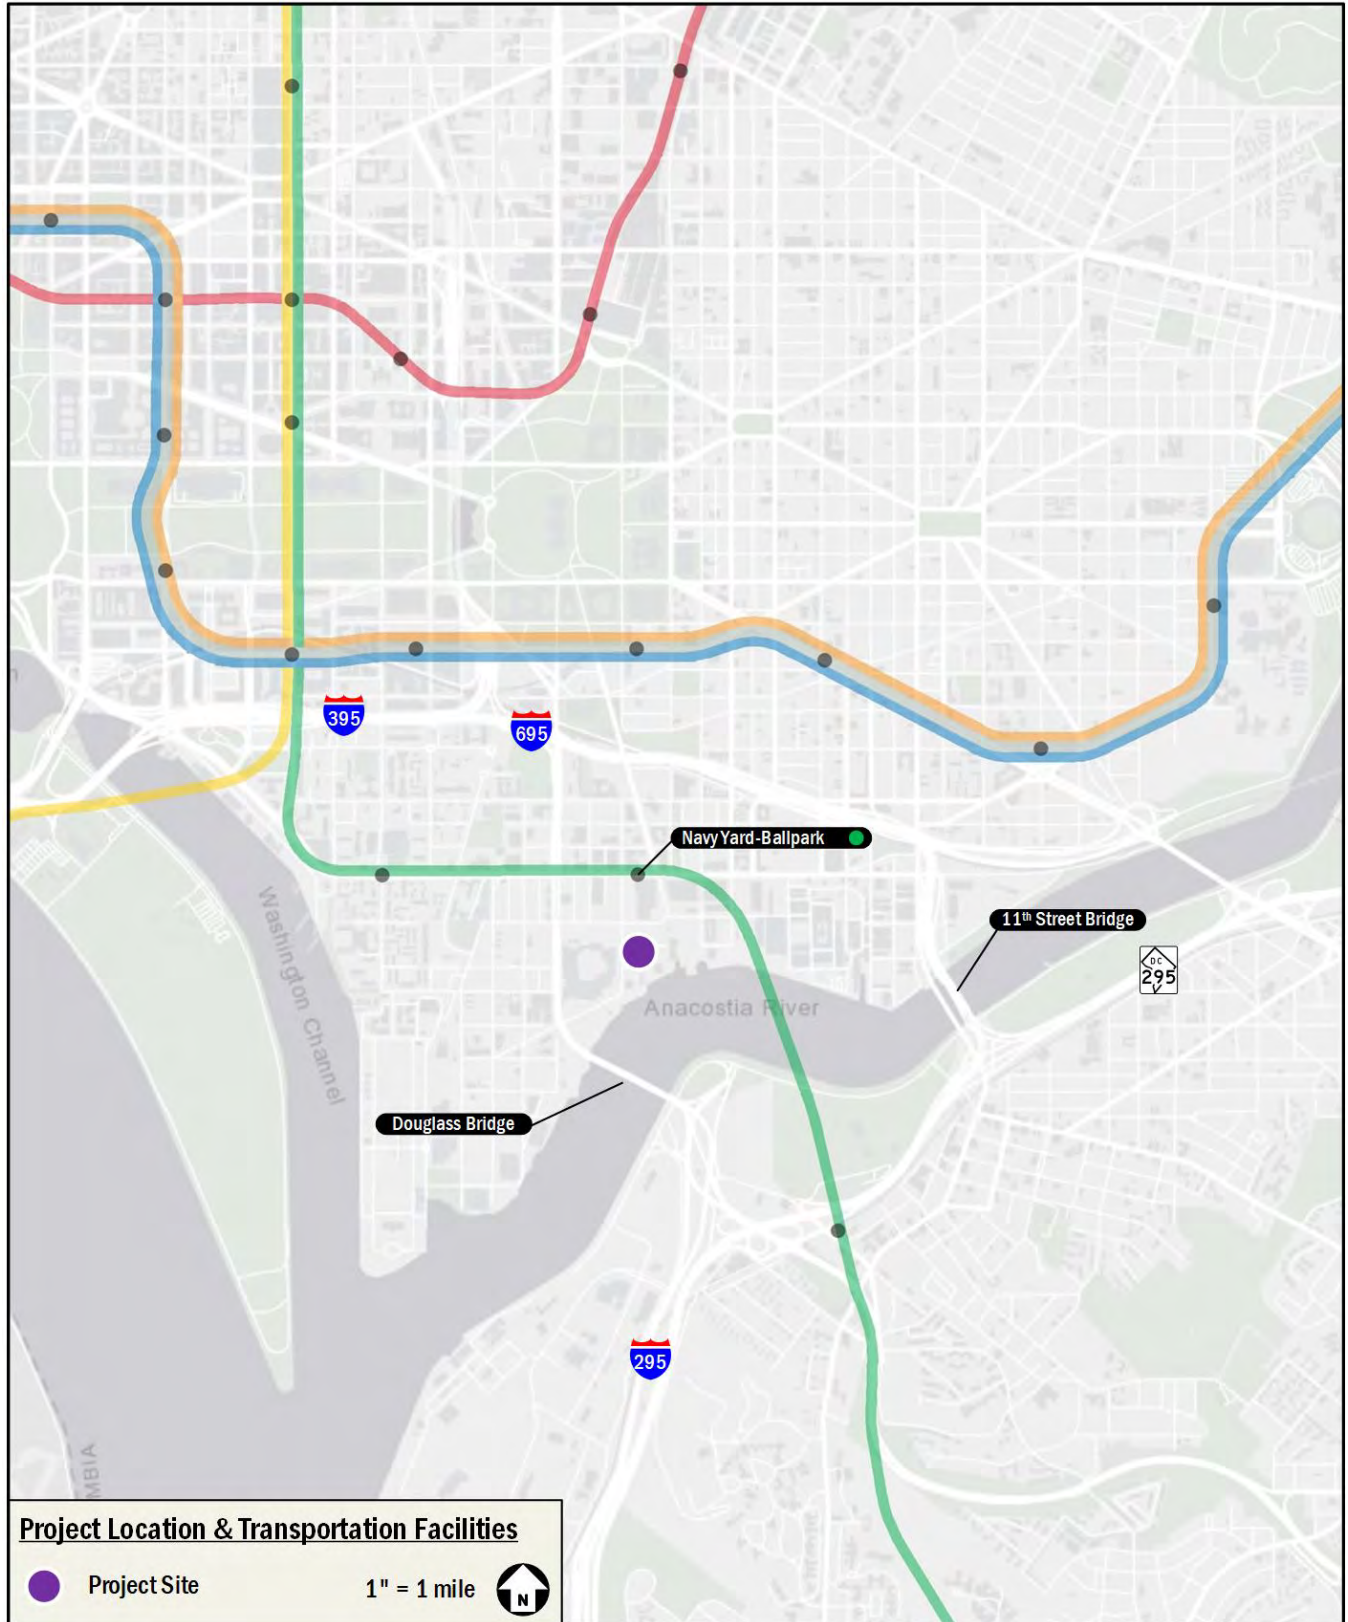 395
695
Navy Yard-Ballpark
11th Street Bridge
DC
295
Washington Channel
Anacostia River
Douglass Bridge
295
MBIA
Project Location & Transportation Facilities
Project Site
1" = 1 mile
N